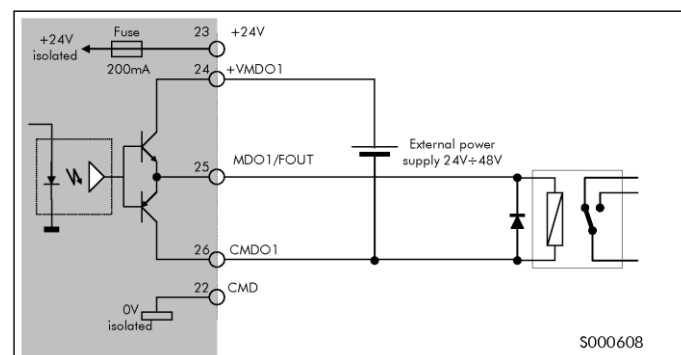 +24V
isolated
Fuse
200mA
23
+24V
24
+VMDO1
External power
supply 24V÷48V
25
MDO1/FOUT
26
CMDO1
22
CMD
0V
isolated
S000608